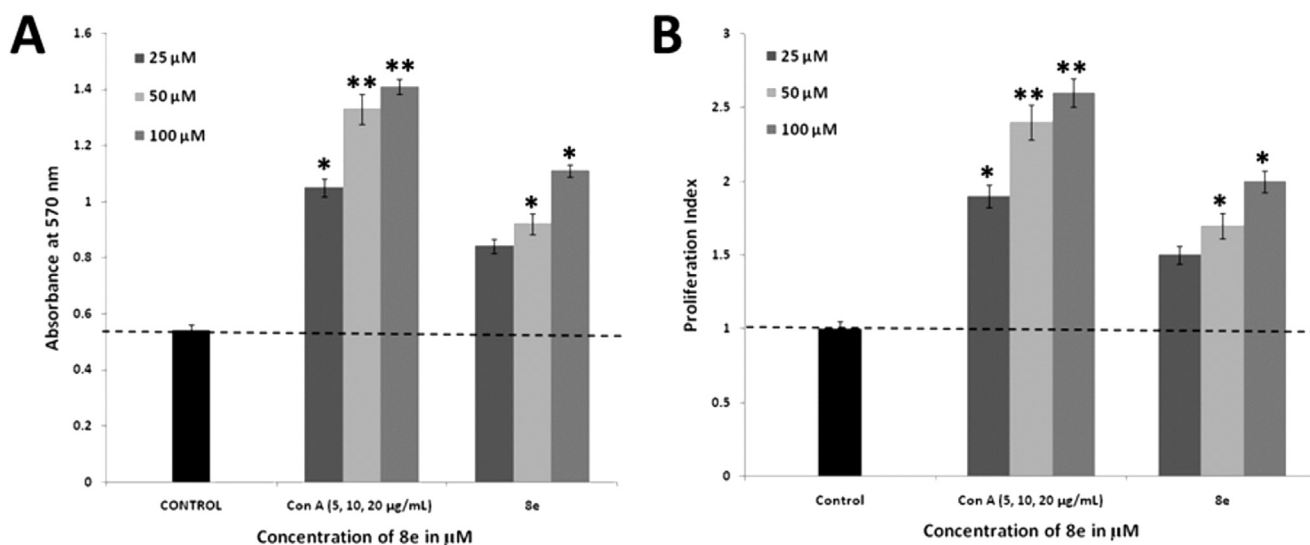 A
1.6
1.4
1.2
1
0.8
0.6
0.4
0.2
0
Absorbance at 570 nm
25 µM
50 µM
100 µM
*
**
**
*
*
CONTROL
Con A (5, 10, 20 µg/mL)
8e
Concentration of 8e in µM
B
3
2.5
2
1.5
1
0.5
0
Proliferation Index
25 µM
50 µM
100 µM
*
**
**
*
*
Control
Con A (5, 10, 20 µg/mL)
8e
Concentration of 8e in µM